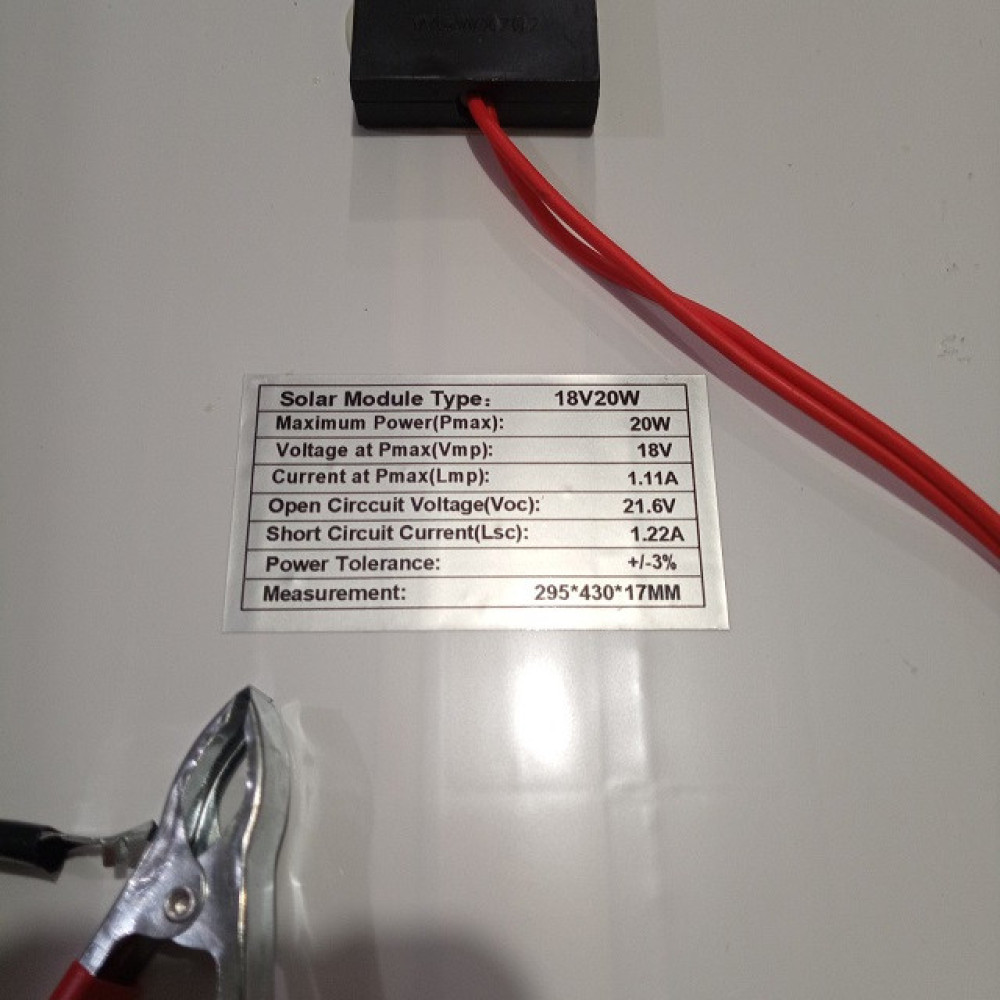 Solar Module Type: 18V20W
Maximum Power(Pmax): 20W
Voltage at Pmax(Vmp): 18V
Current at Pmax(Lmp): 1.11A
Open Circcuit Voltage(Voc): 21.6V
Short Circuit Current(Lsc): 1.22A
Power Tolerance: +/-3%
Measurement: 295*430*17MM